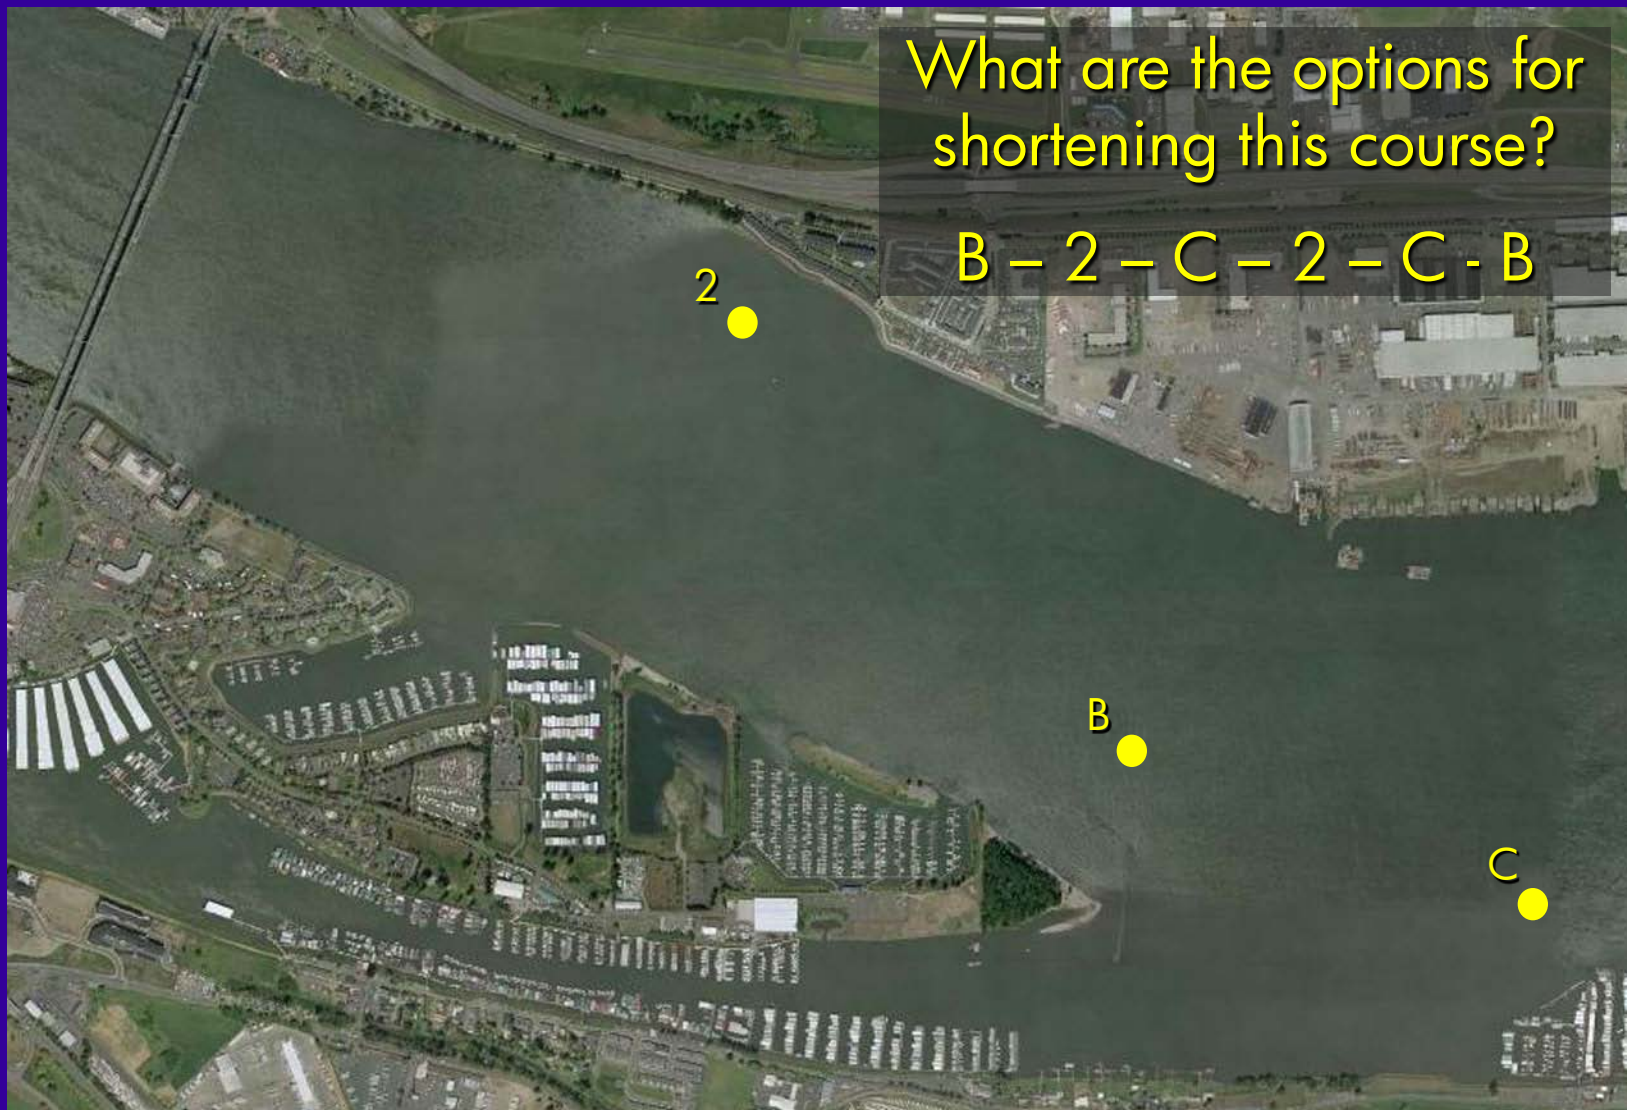 What are the options for
shortening this course?
B – 2 – C – 2 – C - B
2
B
C